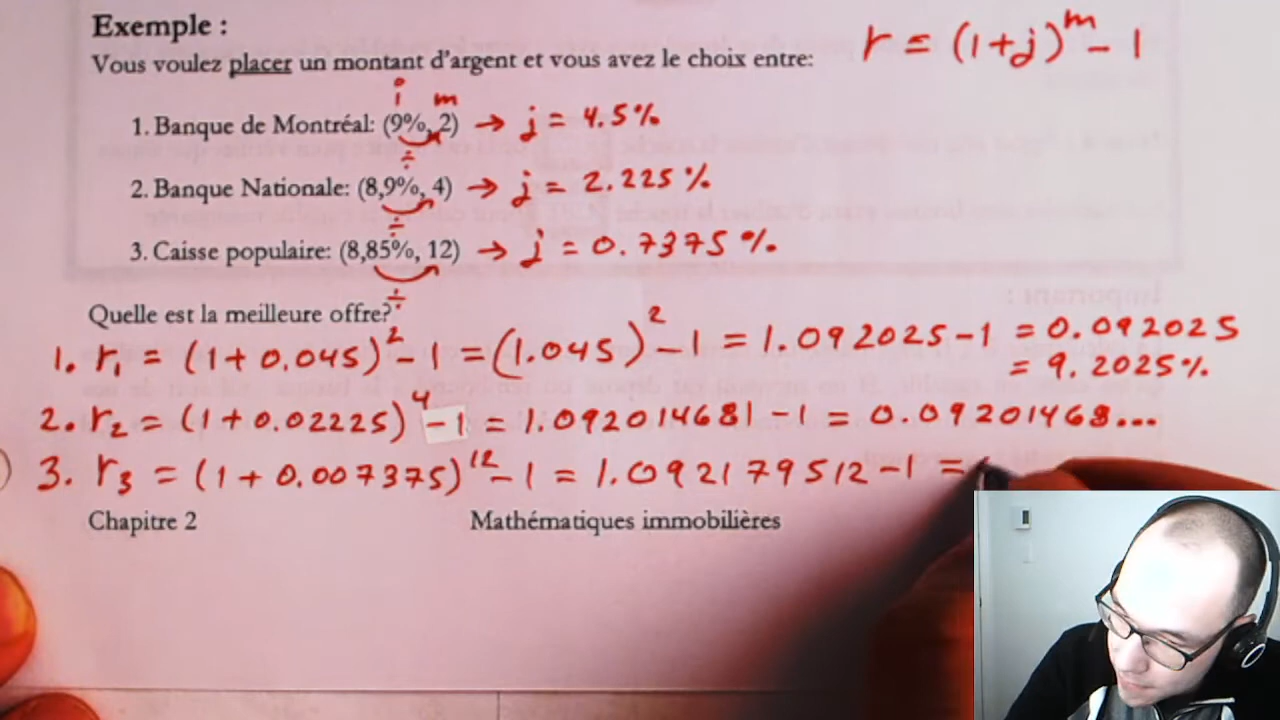 Exemple :
r = (1+j)^m - 1
Vous voulez placer un montant d'argent et vous avez le choix entre:
i m
1. Banque de Montréal: (9%, 2) → j = 4.5%
÷
2. Banque Nationale: (8,9%, 4) → j = 2.225%
÷
3. Caisse populaire: (8,85%, 12) → j = 0.7375%.
÷
Quelle est la meilleure offre?
1. r₁ = (1+0.045)² - 1 = (1.045)² - 1 = 1.092025 - 1 = 0.092025
= 9.2025%
2. r₂ = (1+0.02225)⁴ - 1 = 1.092014681 - 1 = 0.09201468...
3. r₃ = (1+0.007375)¹² - 1 = 1.092179512 - 1 =
Chapitre 2 Mathématiques immobilières